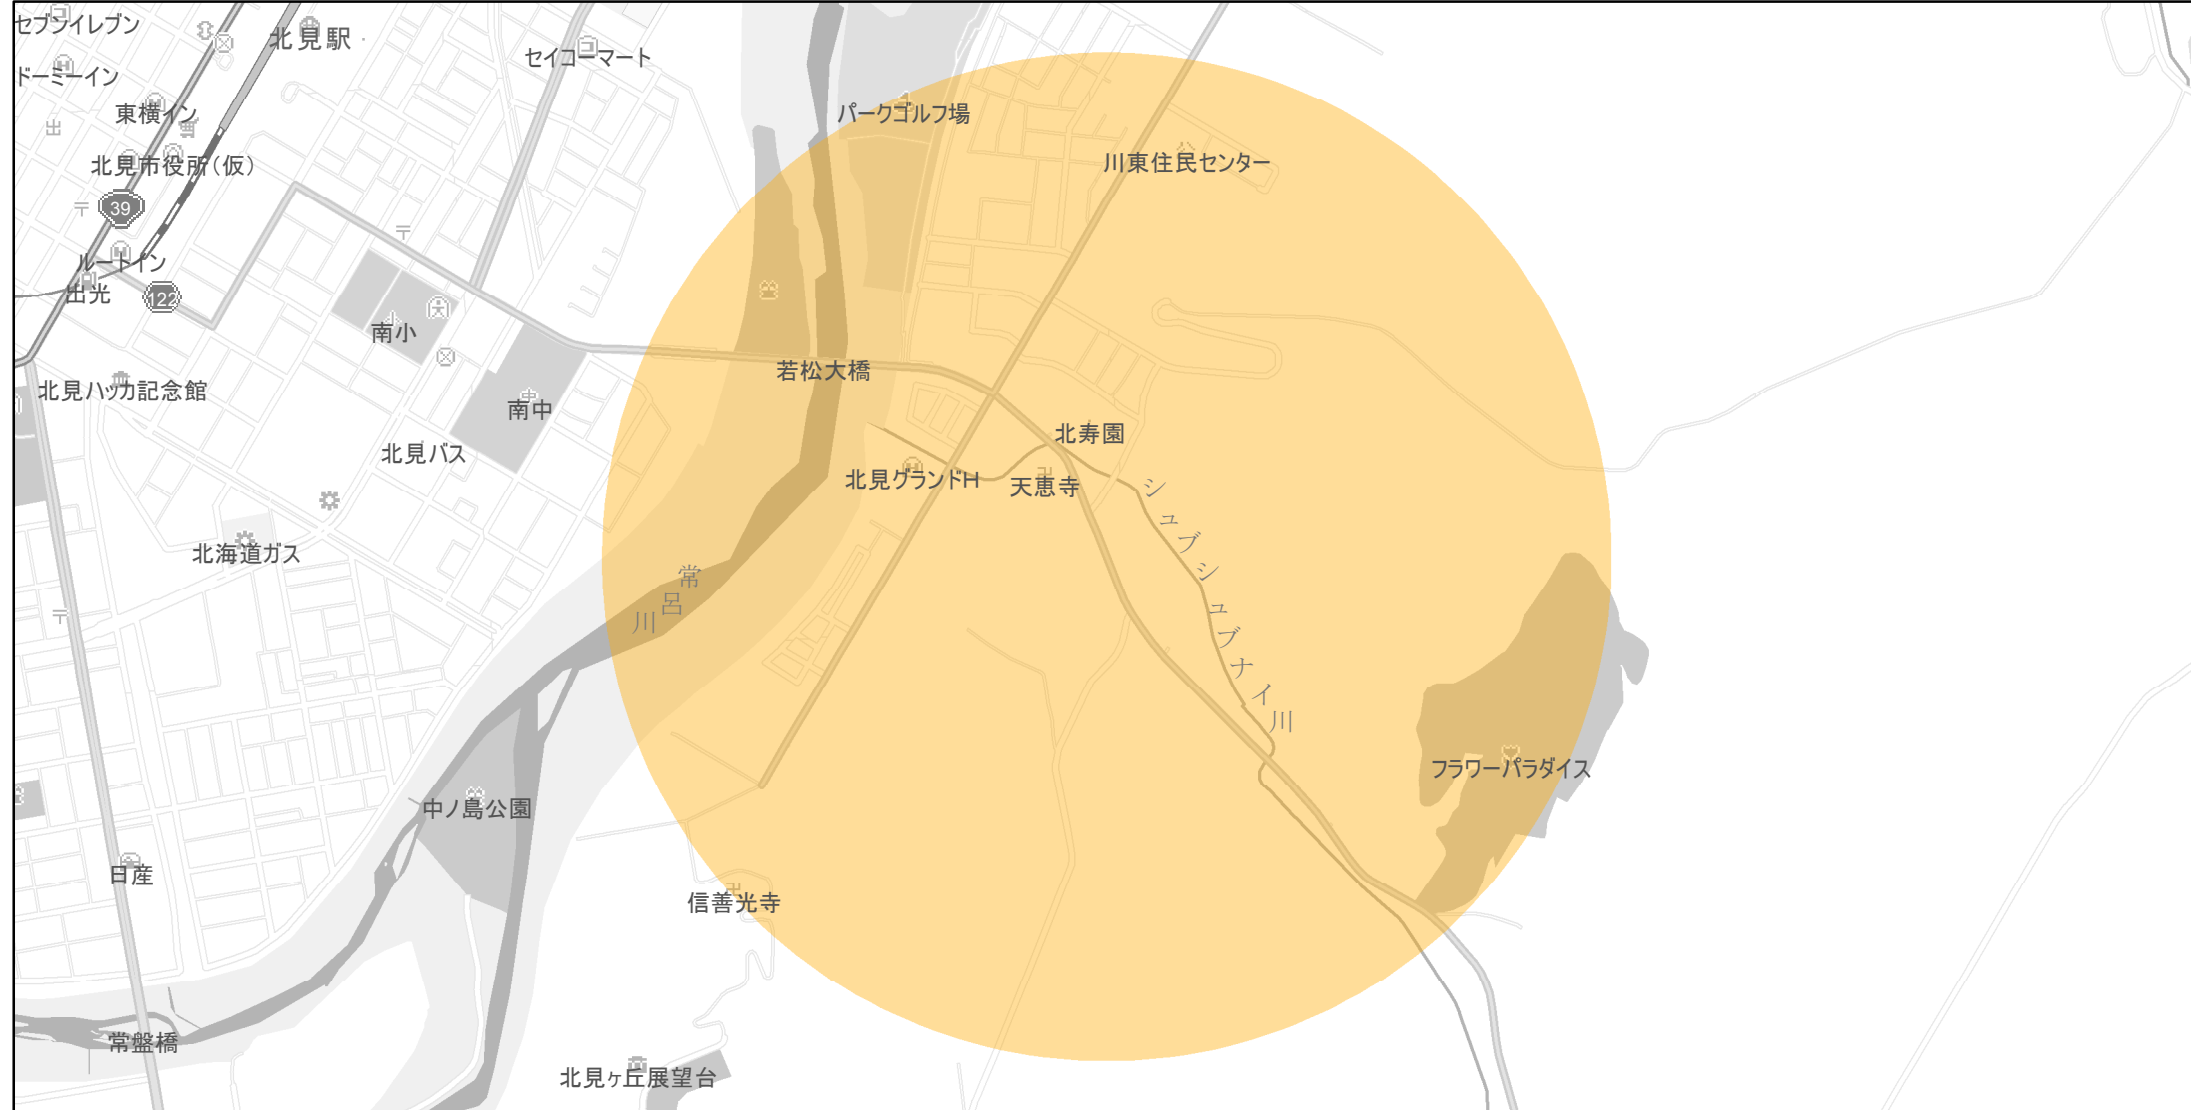 セブンイレブン
北見駅
セイコーマート
ドーミーイン
東横イン
パークゴルフ場
北見市役所(仮)
川東住民センター
39
ルートイン
出光
122
南小
若松大橋
北見ハッカ記念館
南中
北寿園
北見バス
北見グランドH
天恵寺
シュブシュブナイ川
北海道ガス
常呂川
フラワーパラダイス
中ノ島公園
日産
信善光寺
常盤橋
北見ヶ丘展望台